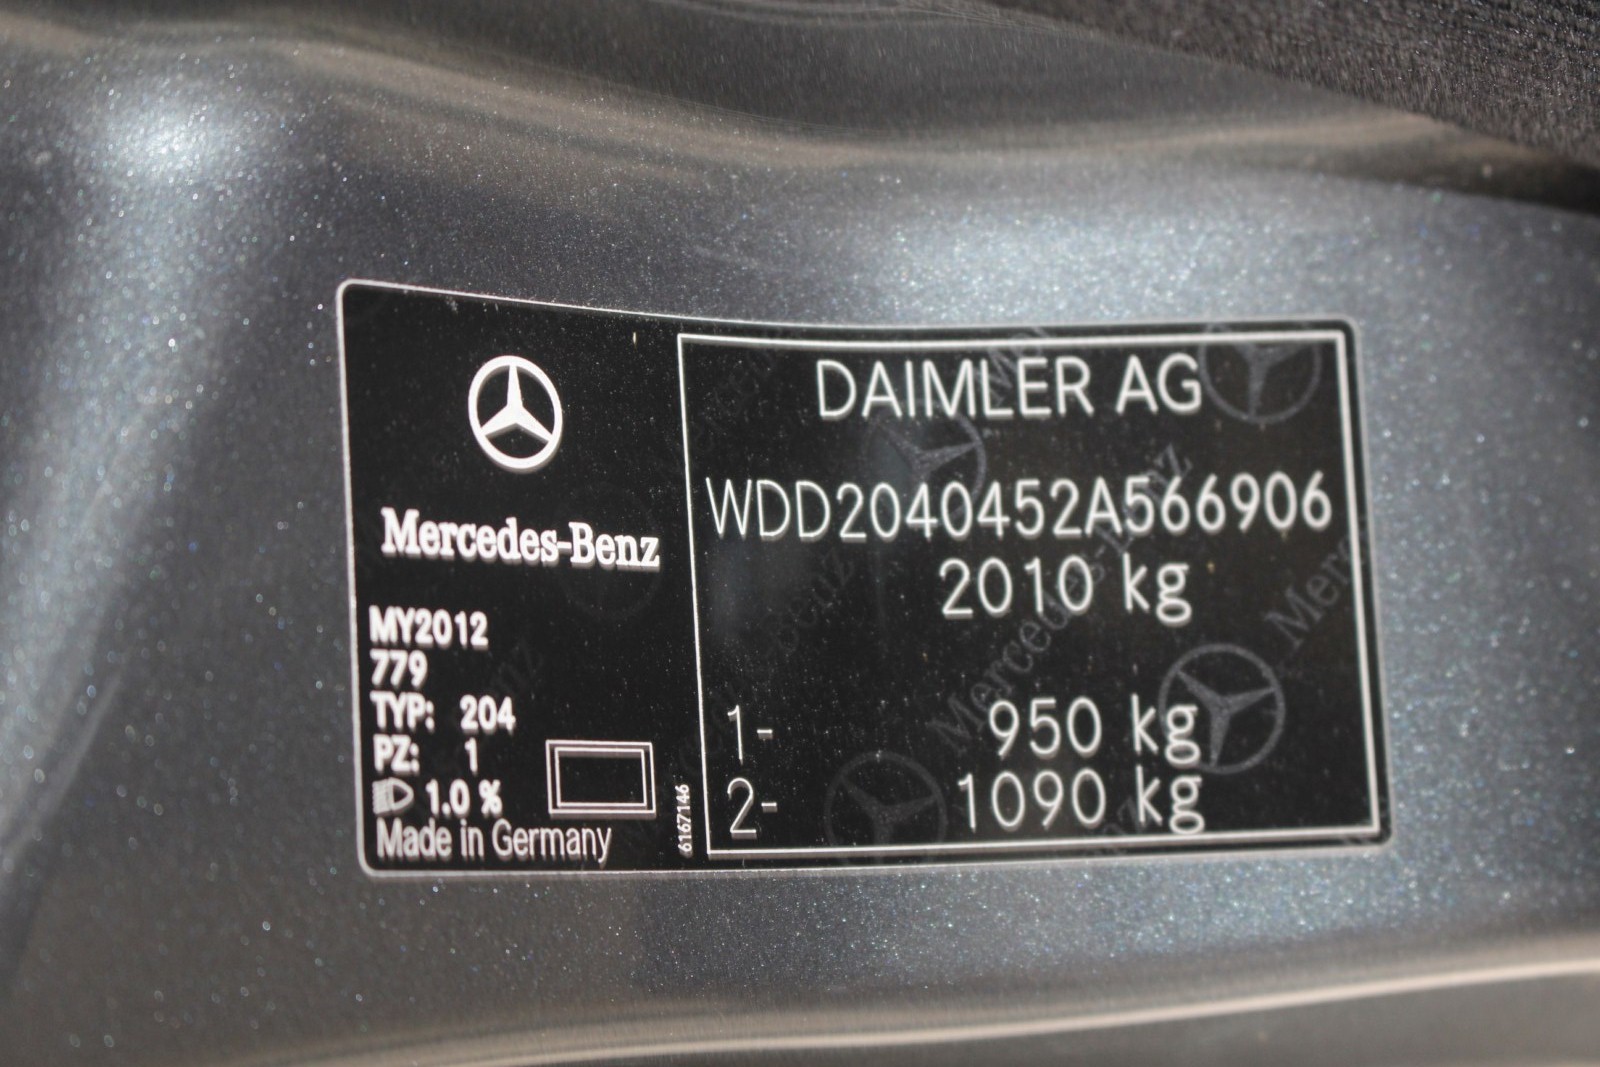 Mercedes-Benz
MY2012
779
TYP: 204
PZ: 1
1.0 %
Made in Germany
6167146
DAIMLER AG
WDD2040452A566906
2010 kg
1- 950 kg
2- 1090 kg